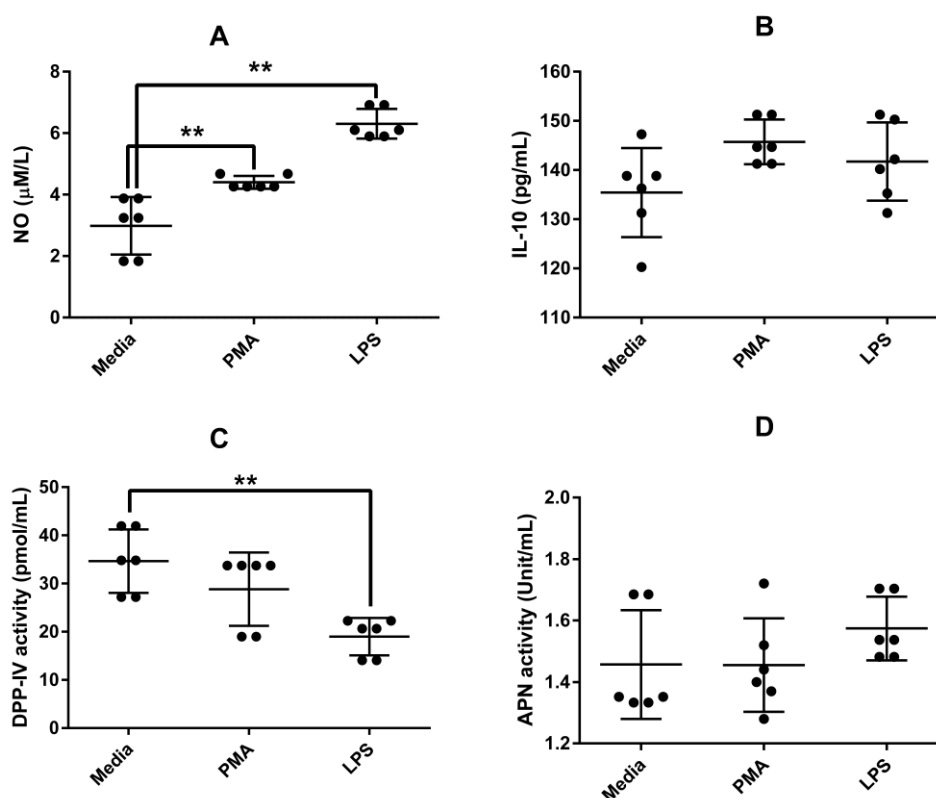 A
NO (μM/L)
8
6
4
2
0
**
**
Media
PMA
LPS
B
IL-10 (pg/mL)
160
150
140
130
120
110
Media
PMA
LPS
C
DPP-IV activity (pmol/mL)
50
40
30
20
10
0
**
Media
PMA
LPS
D
APN activity (Unit/mL)
2.0
1.8
1.6
1.4
1.2
Media
PMA
LPS